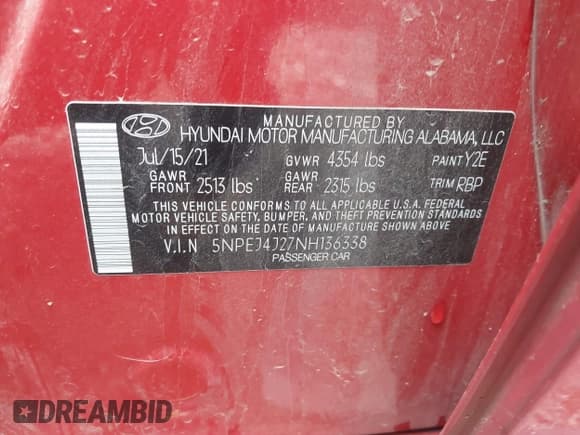 MANUFACTURED BY
HYUNDAI MOTOR MANUFACTURING ALABAMA, LLC
Jul/15/21 GVWR 4354 lbs PAINT Y2E
GAWR FRONT 2513 lbs GAWR REAR 2315 lbs TRIM RBP
THIS VEHICLE CONFORMS TO ALL APPLICABLE U.S.A. FEDERAL
MOTOR VEHICLE SAFETY, BUMPER, AND THEFT PREVENTION STANDARDS
IN EFFECT ON THE DATE OF MANUFACTURE SHOWN ABOVE.
V.I.N 5NPEJ4J27NH136338
PASSENGER CAR
DREAMBID